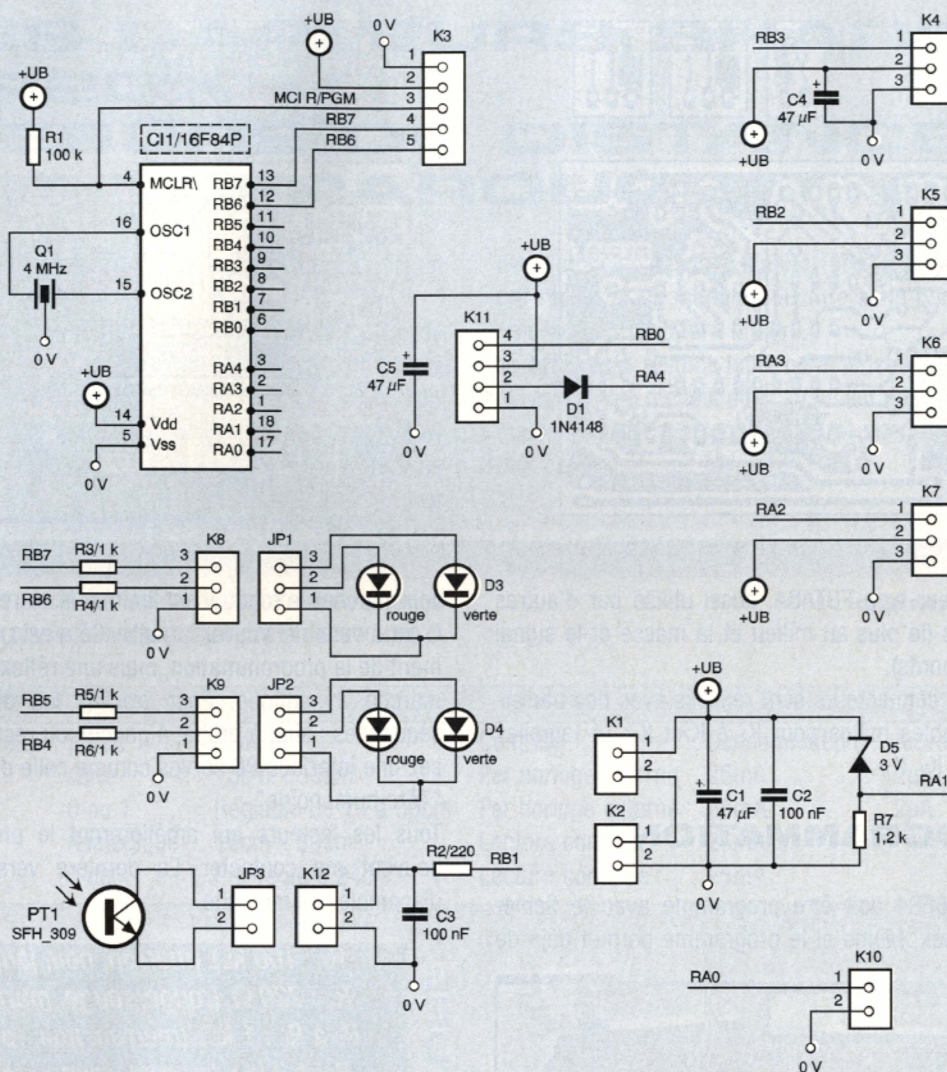 +UB
R1
100 k
CI1/16F84P
4 MCLR\
16 OSC1
15 OSC2
14 Vdd
5 Vss
RB7 13
RB6 12
RB5 11
RB4 10
RB3 9
RB2 8
RB1 7
RB0 6
RA4 3
RA3 2
RA2 1
RA1 18
RA0 17
Q1
4 MHz
0 V
+UB
0 V
+UB
0 V
K3
1
2
3
4
5
MCI R/PGM
RB7
RB6
K4
RB3
1
2
3
C4
+
47 µF
+UB
0 V
K5
RB2
1
2
3
+UB
0 V
K6
RA3
1
2
3
+UB
0 V
K7
RA2
1
2
3
+UB
0 V
+UB
K11
4
3
2
1
RB0
RA4
C5
+
47 µF
D1
1N4148
0 V
0 V
RB7
R3/1 k
RB6
R4/1 k
K8
3
2
1
JP1
3
2
1
D3
rouge
verte
0 V
RB5
R5/1 k
RB4
R6/1 k
K9
3
2
1
JP2
3
2
1
D4
rouge
verte
0 V
PT1
SFH 309
JP3
1
2
K12
1
2
R2/220
RB1
C3
100 nF
0 V
+UB
K1
1
2
K2
1
2
C1
+
47 µF
C2
100 nF
D5
3 V
RA1
R7
0 V
K10
RA0
1
2
0 V